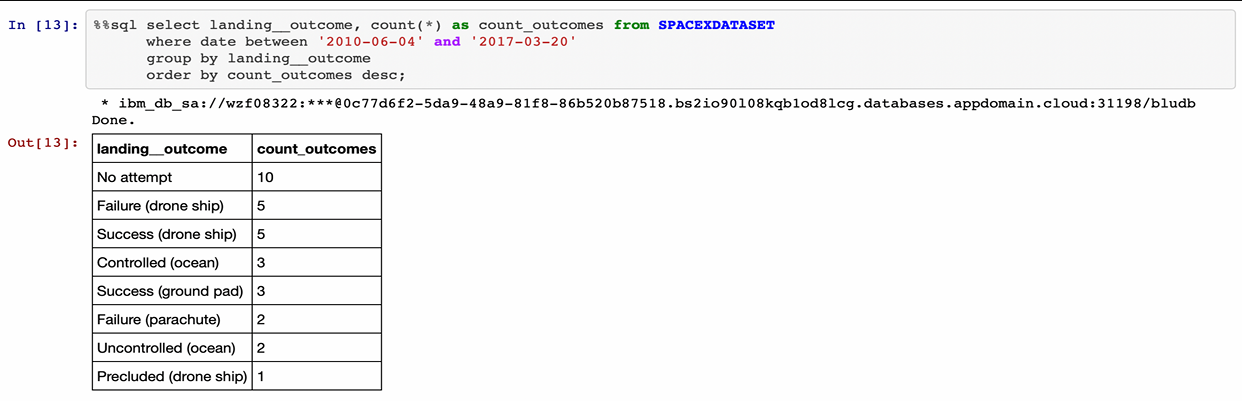 In [13]: %%sql select landing__outcome, count(*) as count_outcomes from SPACEXDATASET
where date between '2010-06-04' and '2017-03-20'
group by landing__outcome
order by count_outcomes desc;
* ibm_db_sa://wzf08322:***@0c77d6f2-5da9-48a9-81f8-86b520b87518.bs2io90l08kqb1od8lcg.databases.appdomain.cloud:31198/bludb
Done.
Out[13]:
landing__outcome count_outcomes
No attempt 10
Failure (drone ship) 5
Success (drone ship) 5
Controlled (ocean) 3
Success (ground pad) 3
Failure (parachute) 2
Uncontrolled (ocean) 2
Precluded (drone ship) 1